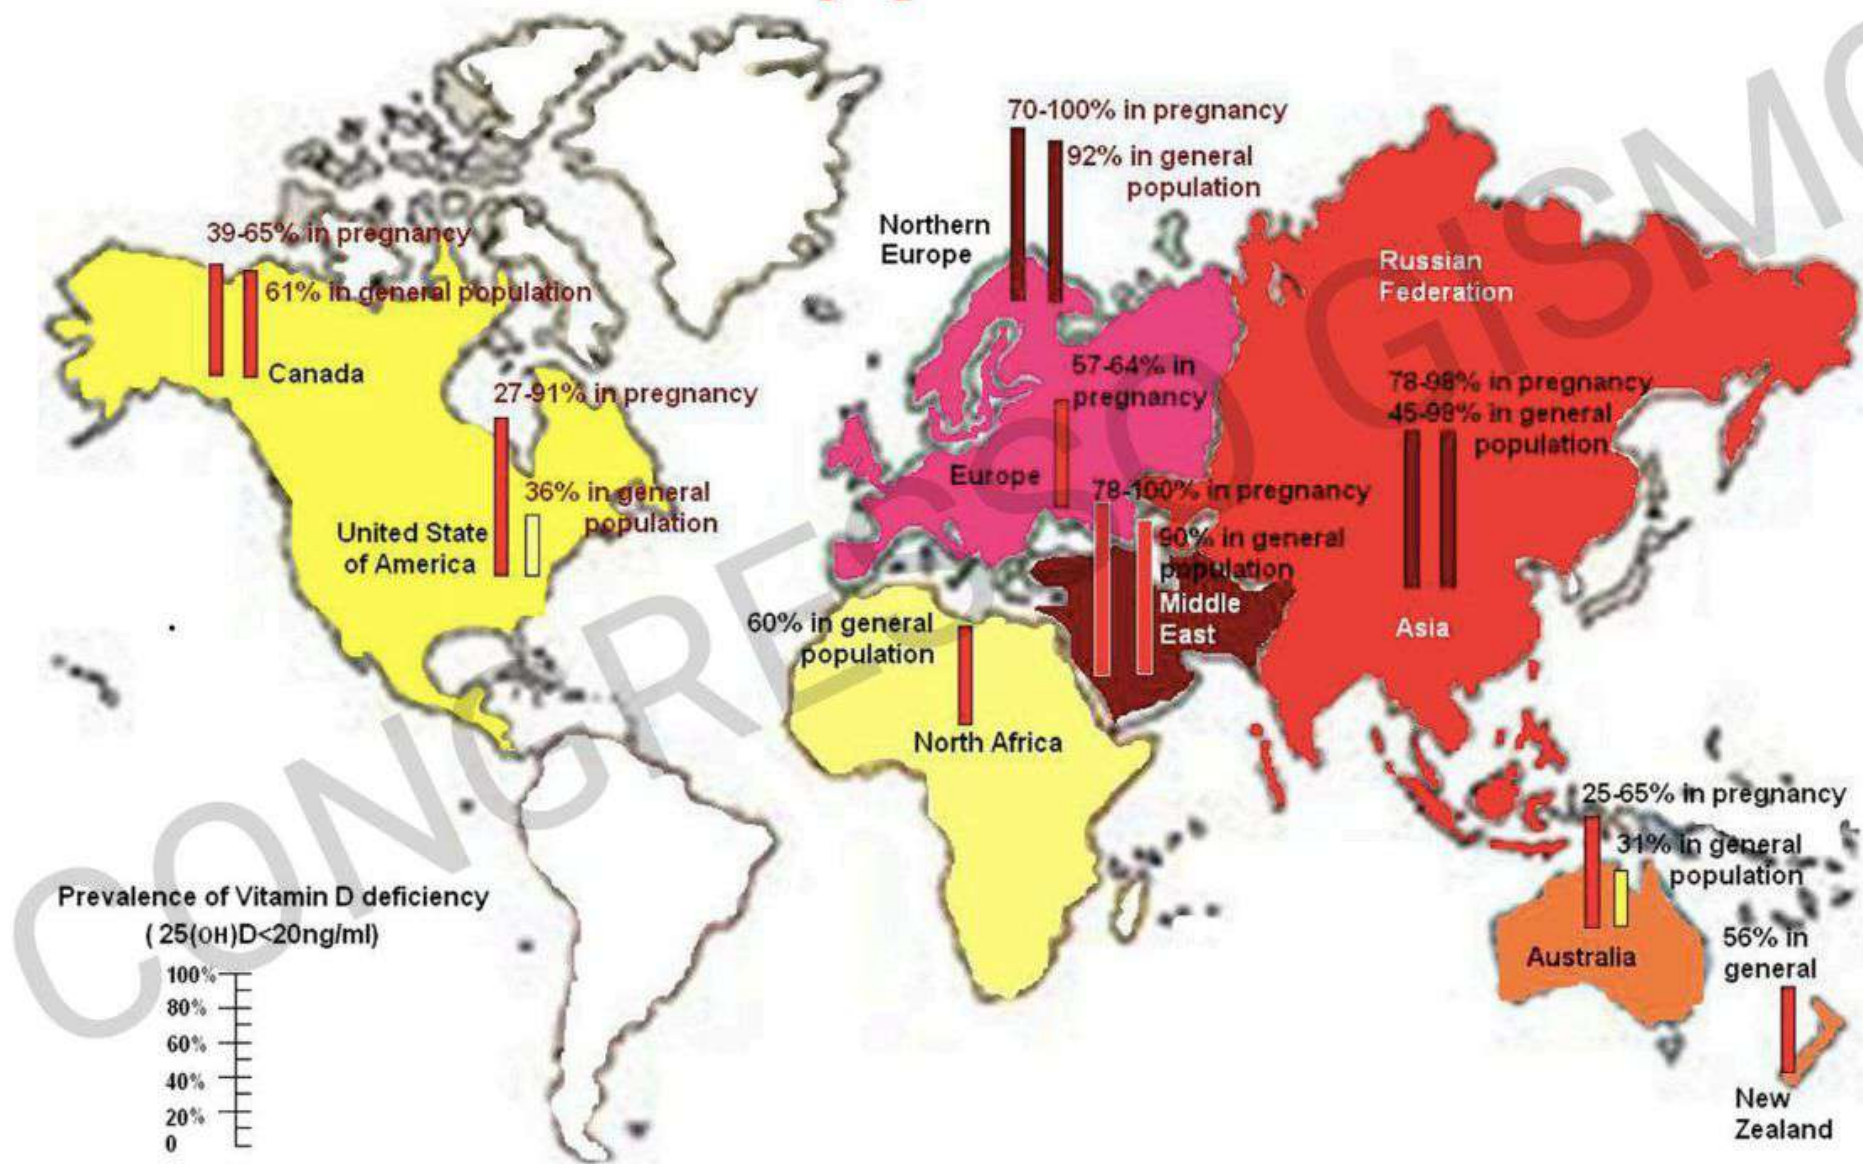 70-100% in pregnancy
92% in general
population
Northern
Europe
39-65% in pregnancy
61% in general population
Canada
Russian
Federation
27-91% in pregnancy
36% in general
population
United State
of America
57-64% in
pregnancy
Europe
78-98% in pregnancy
45-98% in general
population
Asia
78-100% in pregnancy
90% in general
population
Middle
East
60% in general
population
North Africa
25-65% in pregnancy
31% in general
population
Australia
56% in
general
New
Zealand
Prevalence of Vitamin D deficiency
( 25(OH)D<20ng/ml)
100%
80%
60%
40%
20%
0
CONGRESSO GISMO